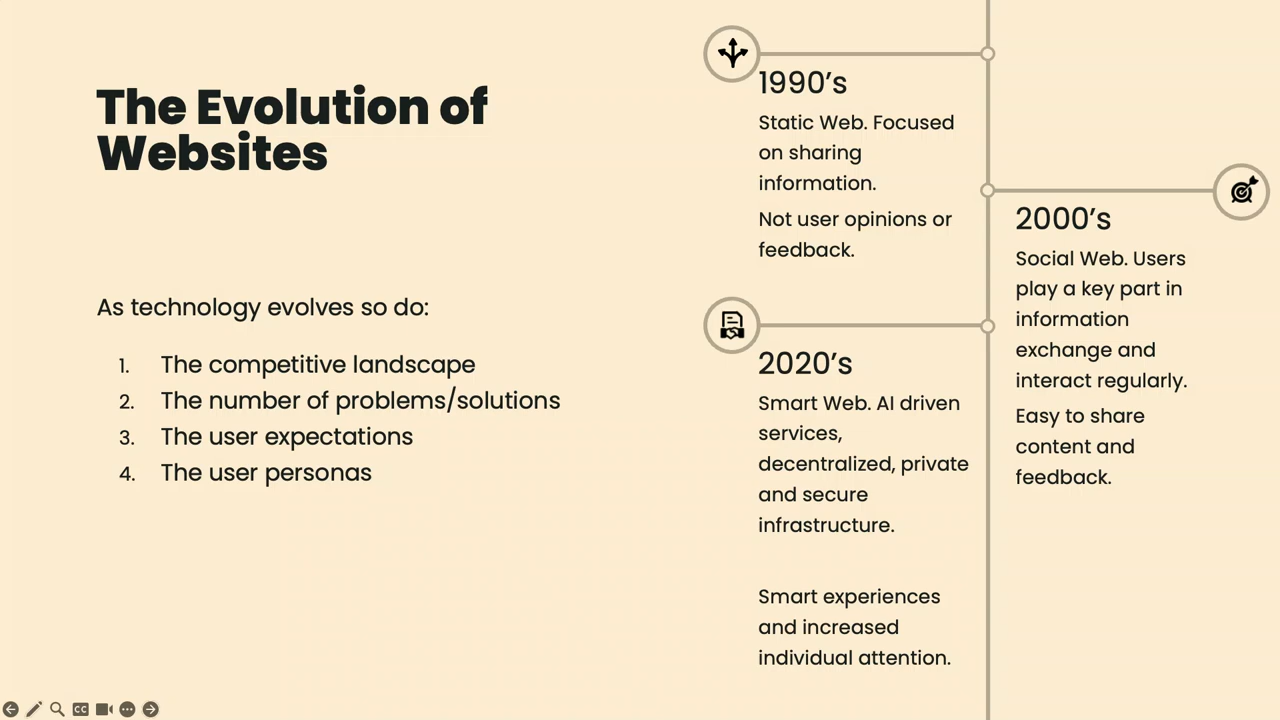 The Evolution of
Websites
As technology evolves so do:
1. The competitive landscape
2. The number of problems/solutions
3. The user expectations
4. The user personas
1990’s
Static Web. Focused
on sharing
information.
Not user opinions or
feedback.
2000’s
Social Web. Users
play a key part in
information
exchange and
interact regularly.
Easy to share
content and
feedback.
2020’s
Smart Web. AI driven
services,
decentralized, private
and secure
infrastructure.
Smart experiences
and increased
individual attention.
CC